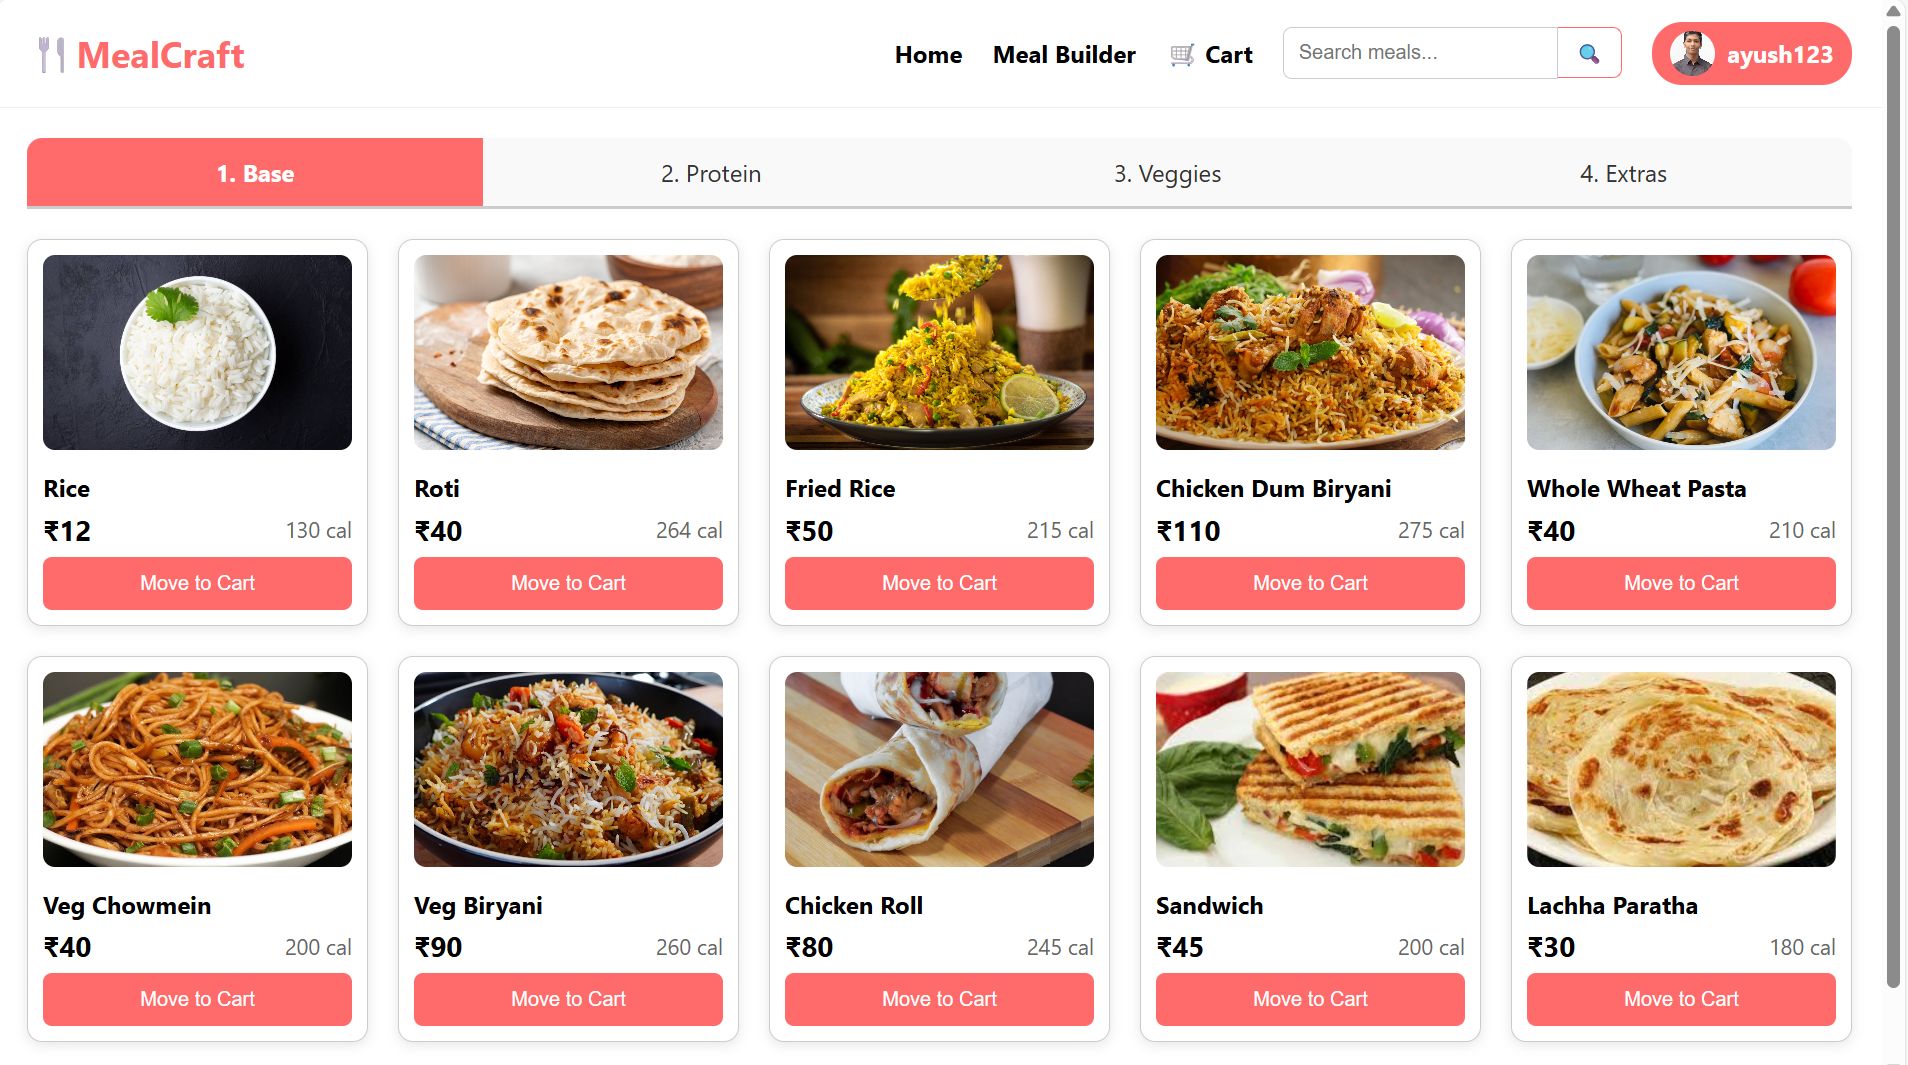 MealCraft
Home Meal Builder Cart Search meals... ayush123
1. Base 2. Protein 3. Veggies 4. Extras
Rice Roti Fried Rice Chicken Dum Biryani Whole Wheat Pasta
₹12 130 cal ₹40 264 cal ₹50 215 cal ₹110 275 cal ₹40 210 cal
Move to Cart Move to Cart Move to Cart Move to Cart Move to Cart
Veg Chowmein Veg Biryani Chicken Roll Sandwich Lachha Paratha
₹40 200 cal ₹90 260 cal ₹80 245 cal ₹45 200 cal ₹30 180 cal
Move to Cart Move to Cart Move to Cart Move to Cart Move to Cart